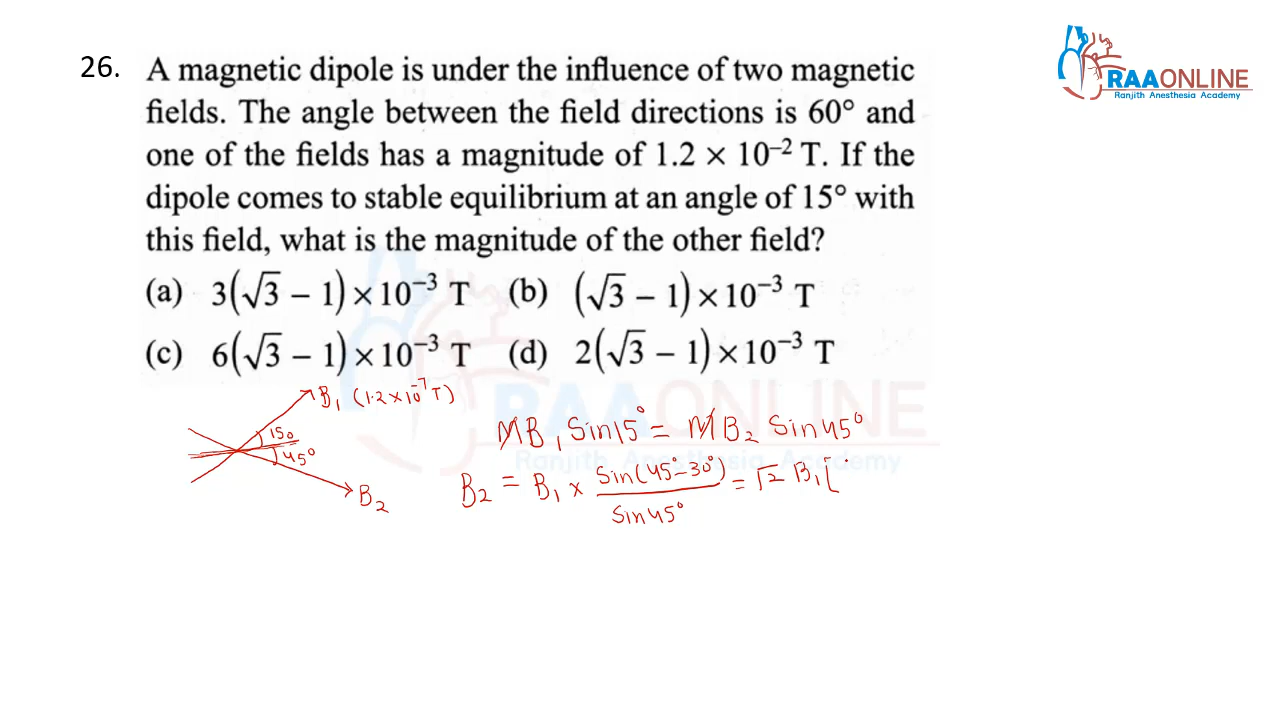 RAAONLINE
Ranjith Anesthesia Academy
26. A magnetic dipole is under the influence of two magnetic
fields. The angle between the field directions is 60° and
one of the fields has a magnitude of 1.2 × 10⁻² T. If the
dipole comes to stable equilibrium at an angle of 15° with
this field, what is the magnitude of the other field?
(a) 3(√3 − 1)×10⁻³ T (b) (√3 − 1)×10⁻³ T
(c) 6(√3 − 1)×10⁻³ T (d) 2(√3 − 1)×10⁻³ T
B₁ (1.2×10⁻⁷ T)
15°
45°
B₂
MB₁ Sin15° = MB₂ Sin45°
B₂ = B₁ × Sin(45°−30°) / Sin45° = √2 B₁[
RAAONLINE
Ranjith Anesthesia Academy